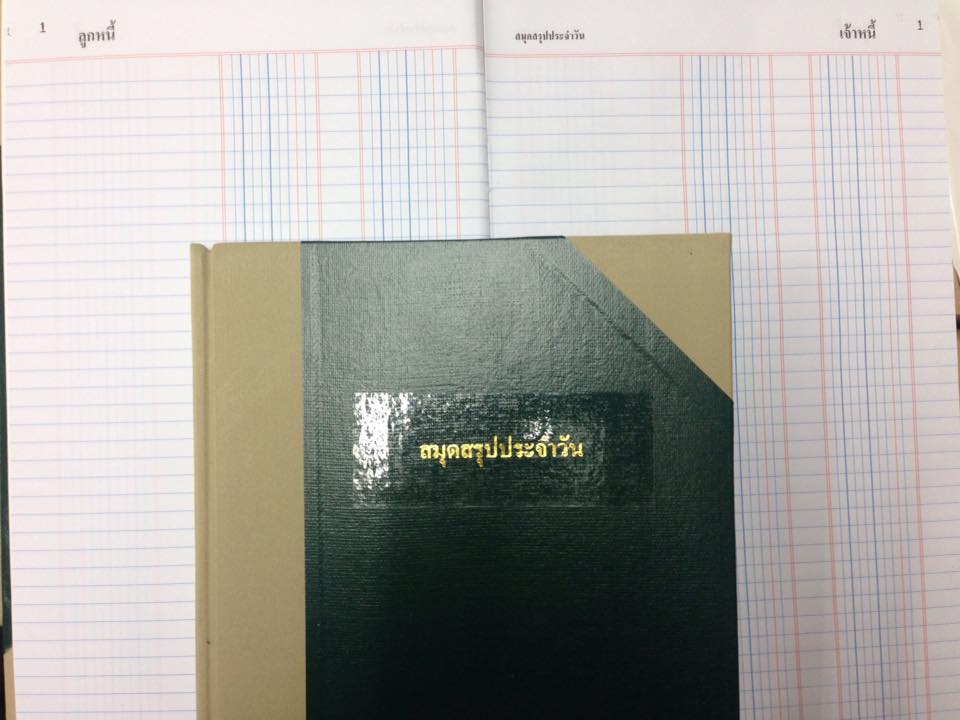 1 ลูกหนี้
สมุดสรุปประจำวัน เจ้าหนี้ 1
สมุดสรุปประจำวัน